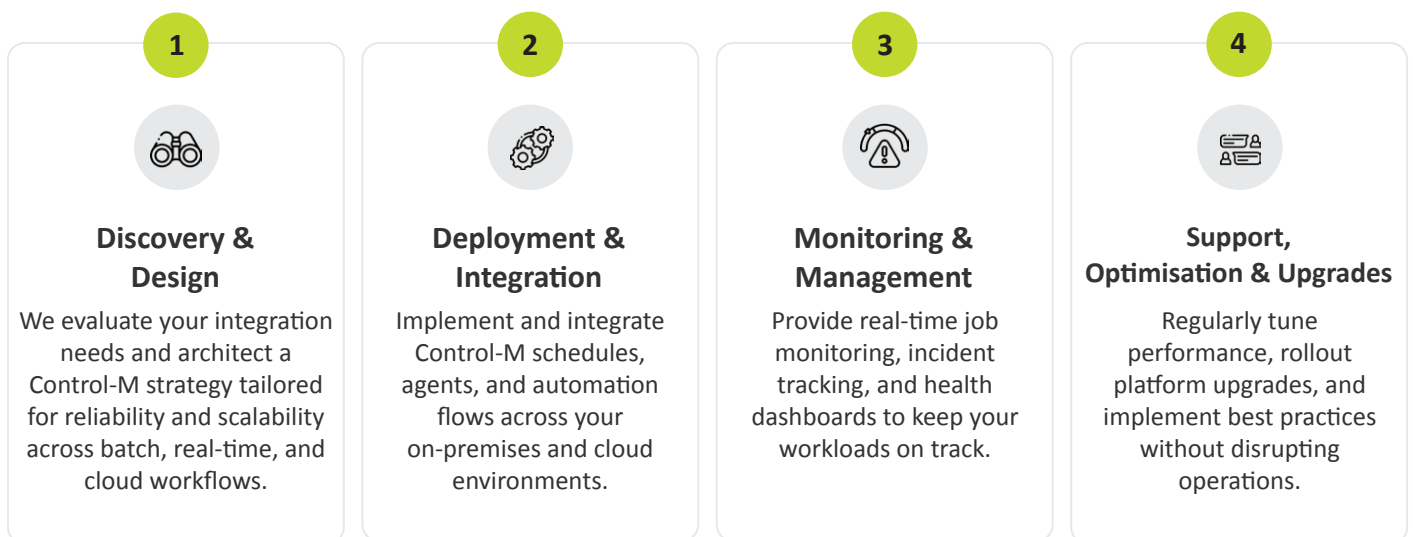 1
Discovery &
Design
We evaluate your integration
needs and architect a
Control-M strategy tailored
for reliability and scalability
across batch, real-time, and
cloud workflows.
2
Deployment &
Integration
Implement and integrate
Control-M schedules,
agents, and automation
flows across your
on-premises and cloud
environments.
3
Monitoring &
Management
Provide real-time job
monitoring, incident
tracking, and health
dashboards to keep your
workloads on track.
4
Support,
Optimisation & Upgrades
Regularly tune
performance, rollout
platform upgrades, and
implement best practices
without disrupting
operations.